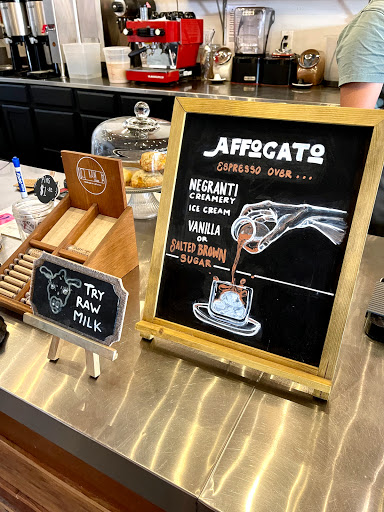 AFFOGATO
ESPRESSO OVER...
NEGRANTI
CREAMERY
ICE CREAM
VANILLA
OR
SALTED BROWN
SUGAR
TRY
RAW
MILK